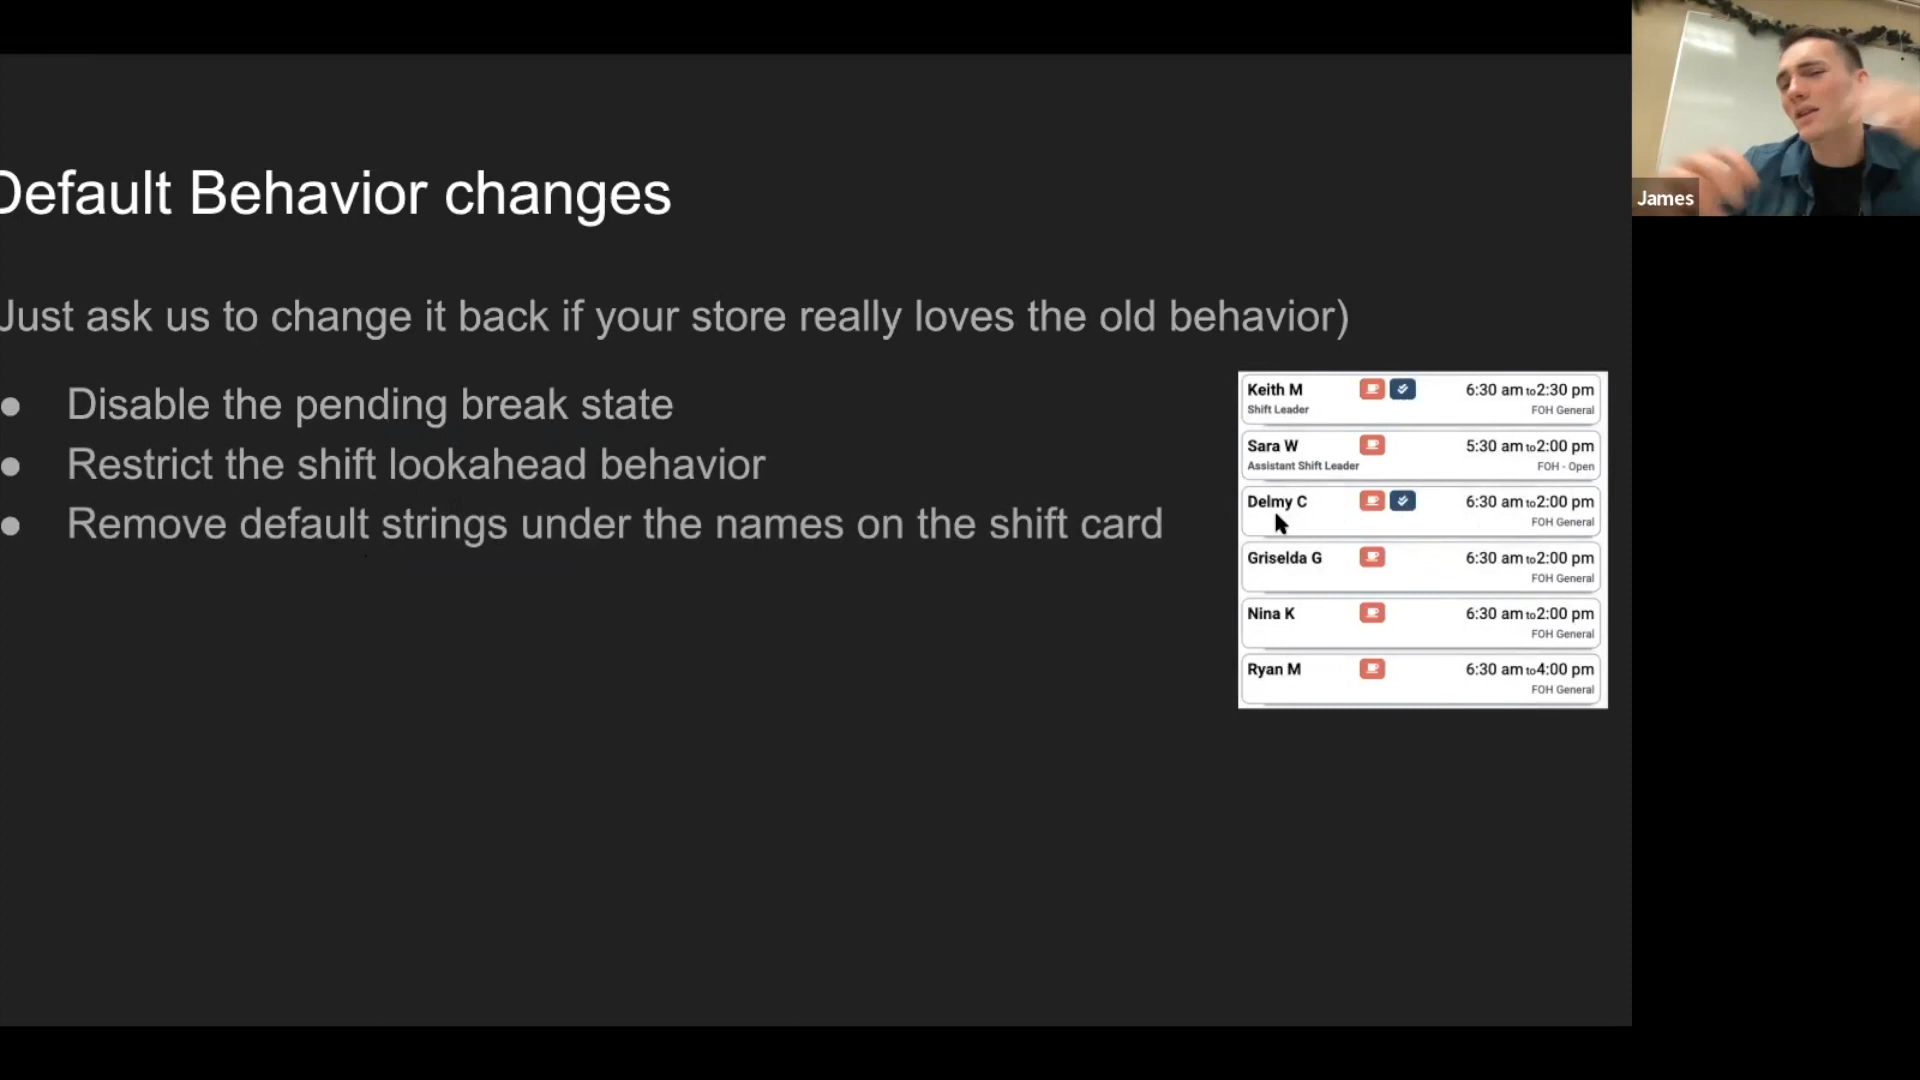 Default Behavior changes
Just ask us to change it back if your store really loves the old behavior)
● Disable the pending break state
● Restrict the shift lookahead behavior
● Remove default strings under the names on the shift card
Keith M 6:30 am to 2:30 pm
Shift Leader FOH General
Sara W 5:30 am to 2:00 pm
Assistant Shift Leader FOH - Open
Delmy C 6:30 am to 2:00 pm
FOH General
Griselda G 6:30 am to 2:00 pm
FOH General
Nina K 6:30 am to 2:00 pm
FOH General
Ryan M 6:30 am to 4:00 pm
FOH General
James